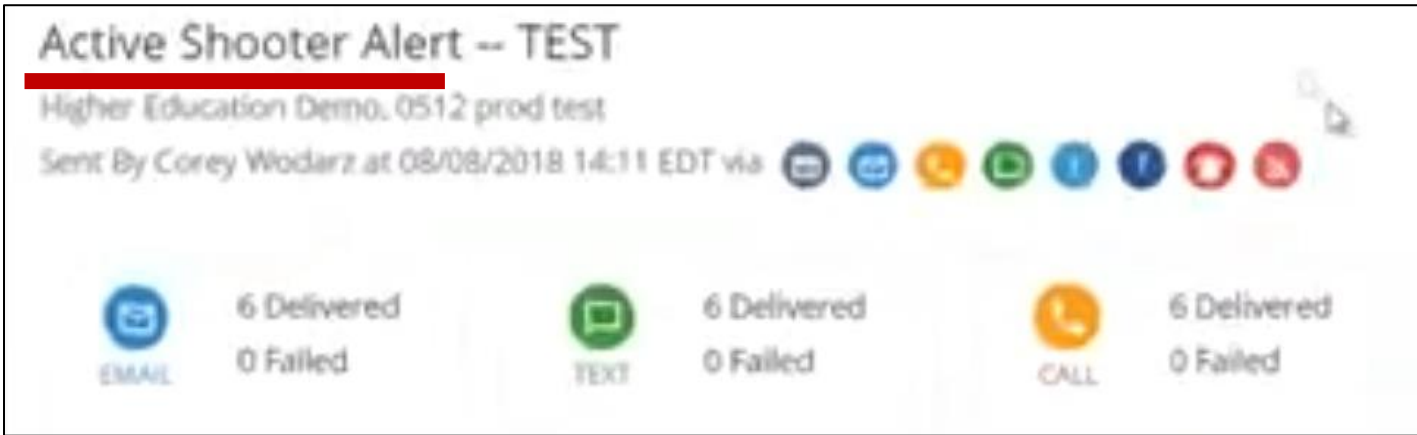 Active Shooter Alert -- TEST
Higher Education Demo, 0512 prod test
Sent By Corey Wodarz at 08/08/2018 14:11 EDT via
6 Delivered
0 Failed
EMAIL
6 Delivered
0 Failed
TEXT
6 Delivered
0 Failed
CALL